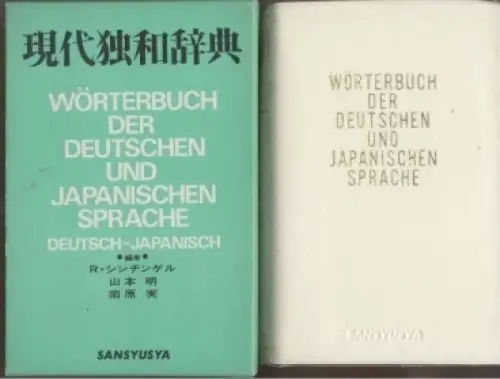 現代独和辞典
WÖRTERBUCH
DER
DEUTSCHEN
UND
JAPANISCHEN
SPRACHE
DEUTSCH-JAPANISCH
●編者●
R・シンチンゲル
山本 明
南原 実
SANSYUSYA
WÖRTERBUCH
DER
DEUTSCHEN
UND
JAPANISCHEN
SPRACHE
SANSYUSYA